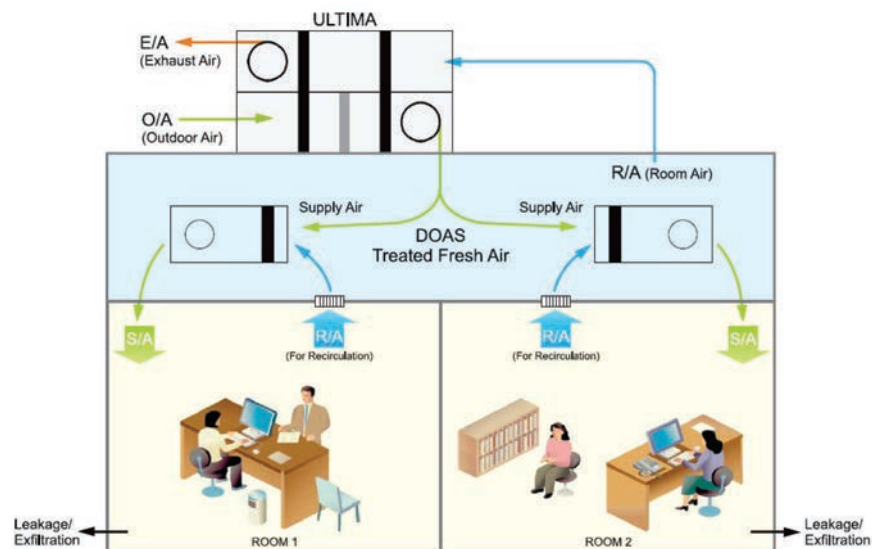 ULTIMA
E/A
(Exhaust Air)
O/A
(Outdoor Air)
R/A (Room Air)
Supply Air
Supply Air
DOAS
Treated Fresh Air
S/A
R/A
(For Recirculation)
R/A
(For Recirculation)
S/A
Leakage/
Exfiltration
ROOM 1
ROOM 2
Leakage/
Exfiltration